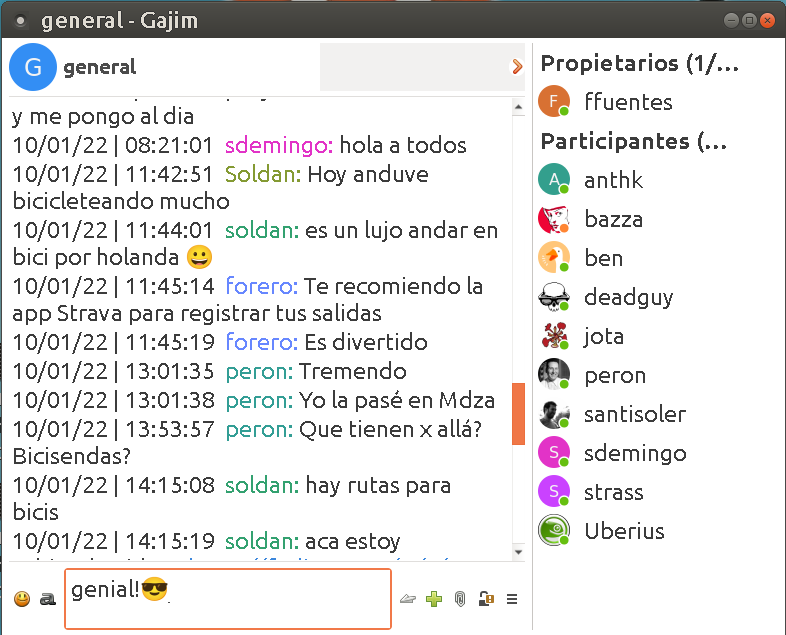 general - Gajim
G general
y me pongo al dia
10/01/22 | 08:21:01 sdemingo: hola a todos
10/01/22 | 11:42:51 Soldan: Hoy anduve
bicicleteando mucho
10/01/22 | 11:44:01 soldan: es un lujo andar en
bici por holanda 😀
10/01/22 | 11:45:14 forero: Te recomiendo la
app Strava para registrar tus salidas
10/01/22 | 11:45:19 forero: Es divertido
10/01/22 | 13:01:35 peron: Tremendo
10/01/22 | 13:01:38 peron: Yo la pasé en Mdza
10/01/22 | 13:53:57 peron: Que tienen x allá?
Bicisendas?
10/01/22 | 14:15:08 soldan: hay rutas para
bicis
10/01/22 | 14:15:19 soldan: aca estoy
a
genial!😎
Propietarios (1/...
F ffuentes
Participantes (...
A anthk
bazza
ben
deadguy
jota
peron
santisoler
S sdemingo
S strass
Uberius